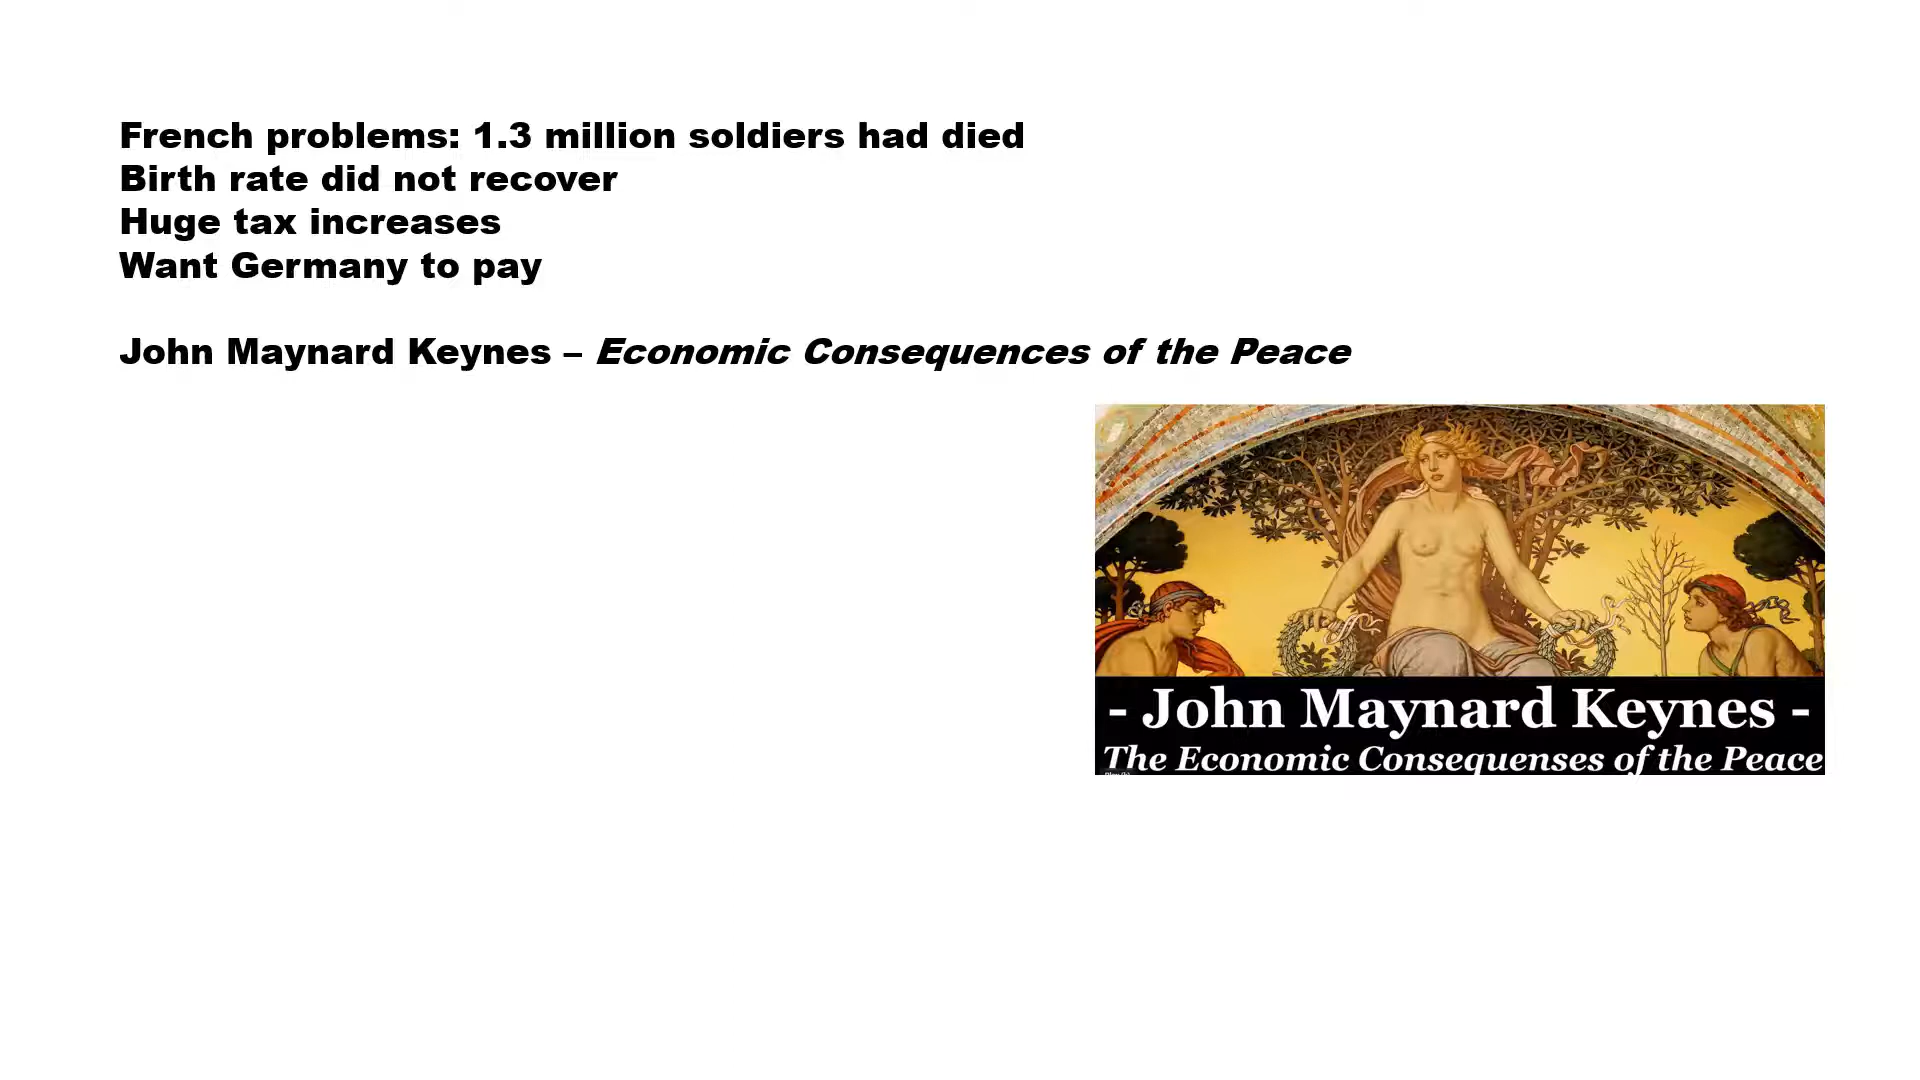 French problems: 1.3 million soldiers had died
Birth rate did not recover
Huge tax increases
Want Germany to pay
John Maynard Keynes – Economic Consequences of the Peace
- John Maynard Keynes -
The Economic Consequenses of the Peace